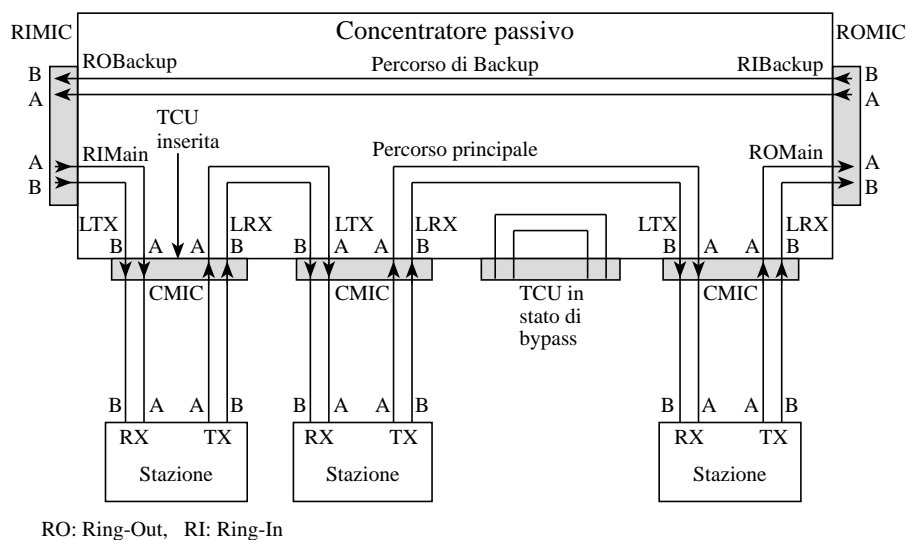 RIMIC Concentratore passivo ROMIC
ROBackup Percorso di Backup RIBackup
B B
A A
TCU
inserita
A RIMain Percorso principale ROMain A
B B
LTX LRX LTX LRX LTX LRX
B A A B B A A B B A A B
CMIC CMIC TCU in CMIC
stato di
bypass
B A A B B A A B B A A B
RX TX RX TX RX TX
Stazione Stazione Stazione
RO: Ring-Out, RI: Ring-In